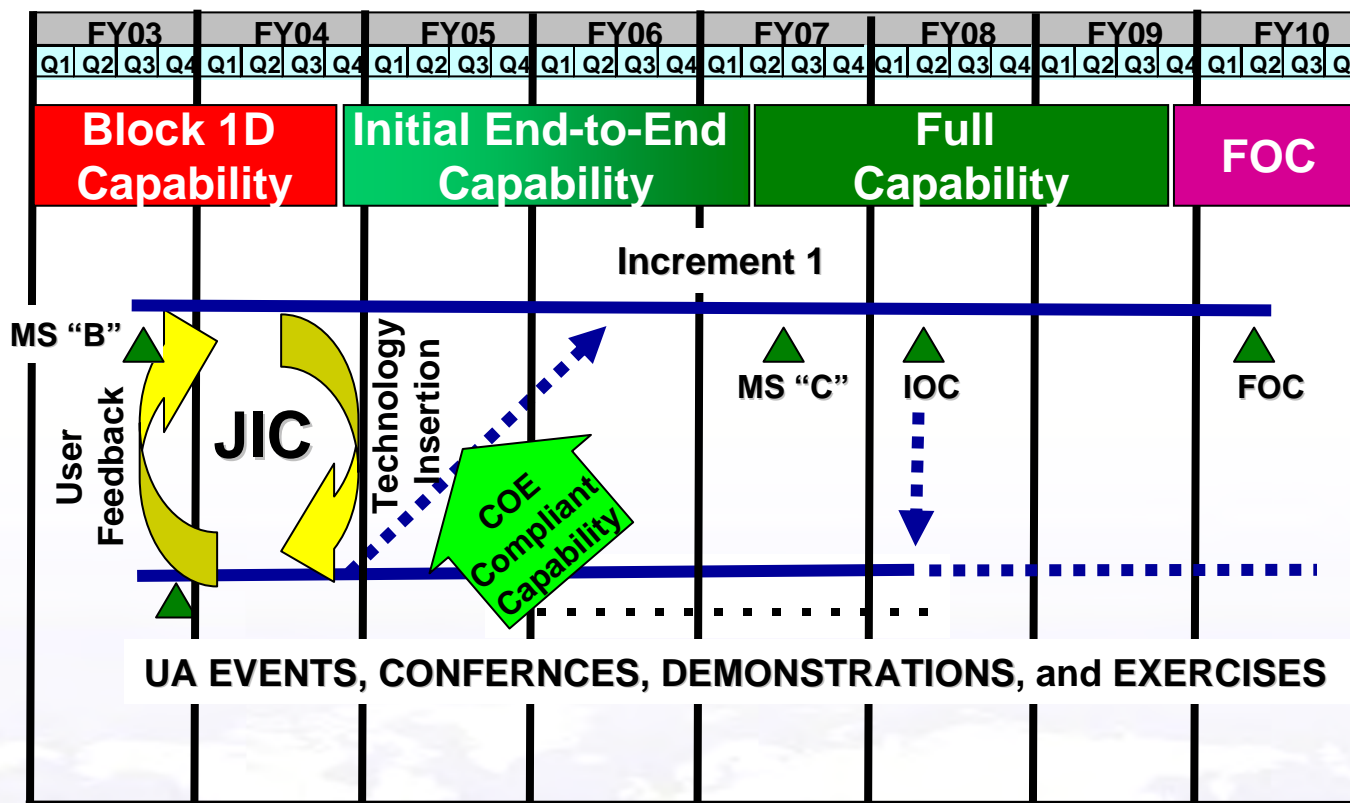 FY03 FY04 FY05 FY06 FY07 FY08 FY09 FY10
Q1 Q2 Q3 Q4 Q1 Q2 Q3 Q4 Q1 Q2 Q3 Q4 Q1 Q2 Q3 Q4 Q1 Q2 Q3 Q4 Q1 Q2 Q3 Q4 Q1 Q2 Q3 Q4 Q1 Q2 Q3 Q
Block 1D
Capability
Initial End-to-End
Capability
Full
Capability
FOC
Increment 1
MS “B”
User
Feedback
JIC
Technology
Insertion
COE
Compliant
Capability
MS “C”
IOC
FOC
UA EVENTS, CONFERNCES, DEMONSTRATIONS, and EXERCISES